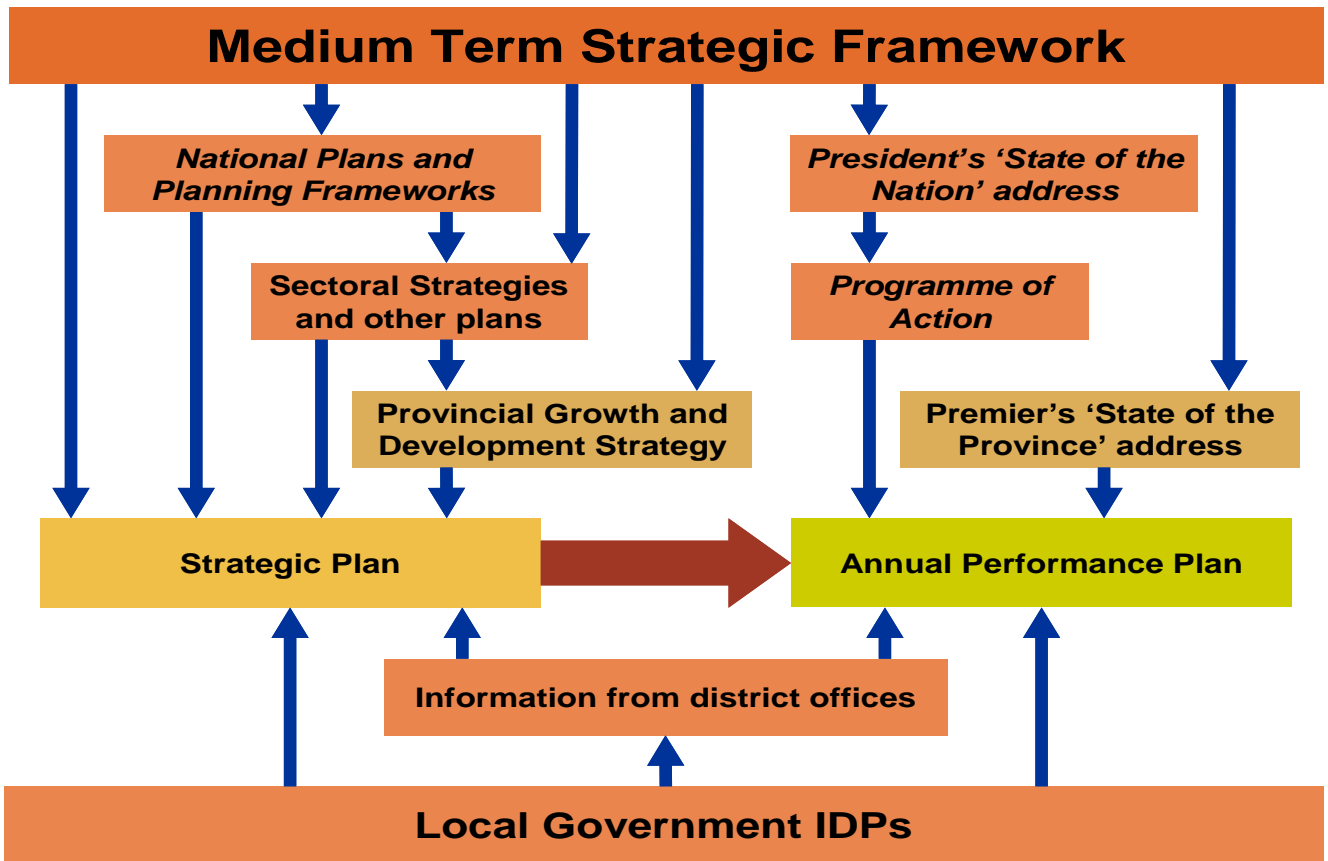 Medium Term Strategic Framework
National Plans and
Planning Frameworks
President's ‘State of the
Nation’ address
Sectoral Strategies
and other plans
Programme of
Action
Provincial Growth and
Development Strategy
Premier’s ‘State of the
Province’ address
Strategic Plan
Annual Performance Plan
Information from district offices
Local Government IDPs